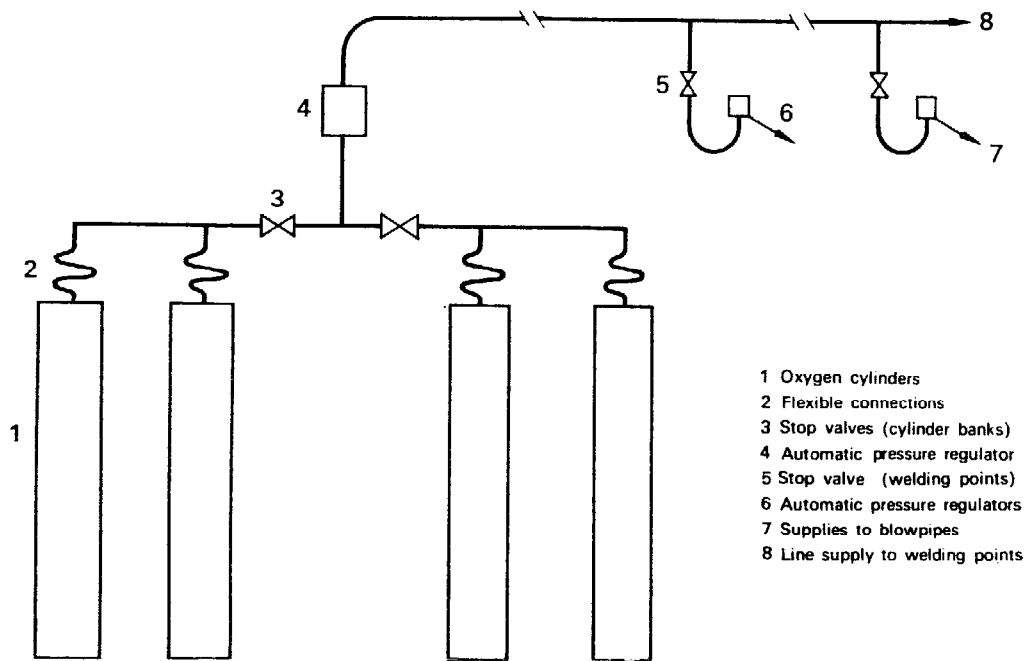 8
4
5
6
7
3
2
1
1 Oxygen cylinders
2 Flexible connections
3 Stop valves (cylinder banks)
4 Automatic pressure regulator
5 Stop valve (welding points)
6 Automatic pressure regulators
7 Supplies to blowpipes
8 Line supply to welding points